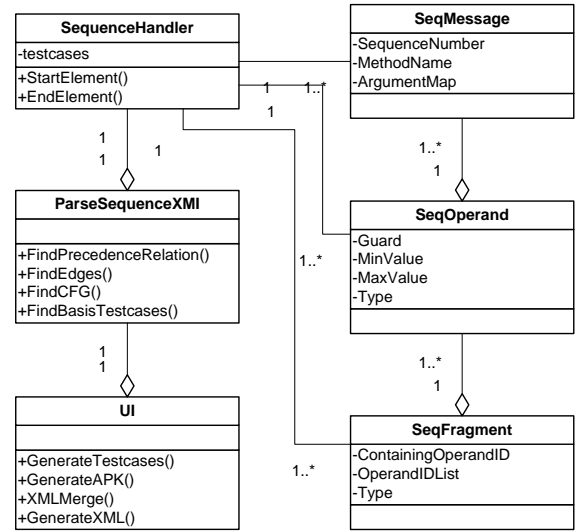 SequenceHandler
-testcases
+StartElement()
+EndElement()
SeqMessage
-SequenceNumber
-MethodName
-ArgumentMap
1
1..*
1
1
1
1
1..*
1
ParseSequenceXMI
+FindPrecedenceRelation()
+FindEdges()
+FindCFG()
+FindBasisTestcases()
SeqOperand
-Guard
-MinValue
-MaxValue
-Type
1..*
1
1
1..*
1
UI
+GenerateTestcases()
+GenerateAPK()
+XMLMerge()
+GenerateXML()
SeqFragment
-ContainingOperandID
-OperandIDList
-Type
1..*